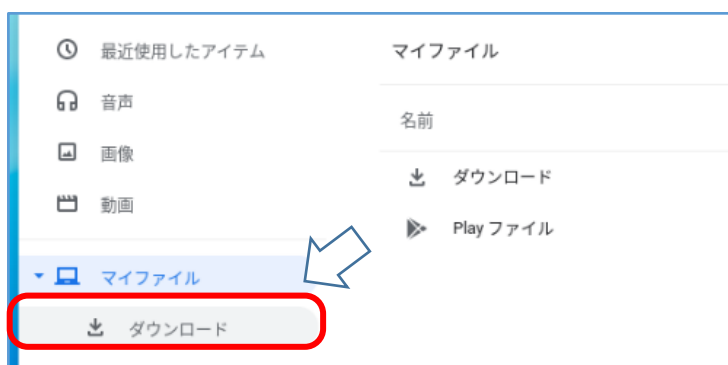 最近使用したアイテム
音声
画像
動画
マイファイル
ダウンロード
マイファイル
名前
ダウンロード
Play ファイル